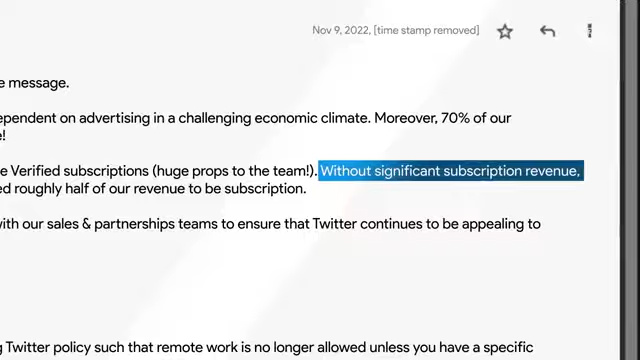 Nov 9, 2022, [time stamp removed]
e message.
ependent on advertising in a challenging economic climate. Moreover, 70% of our
e!
e Verified subscriptions (huge props to the team!). Without significant subscription revenue,
ed roughly half of our revenue to be subscription.
with our sales & partnerships teams to ensure that Twitter continues to be appealing to
g Twitter policy such that remote work is no longer allowed unless you have a specific